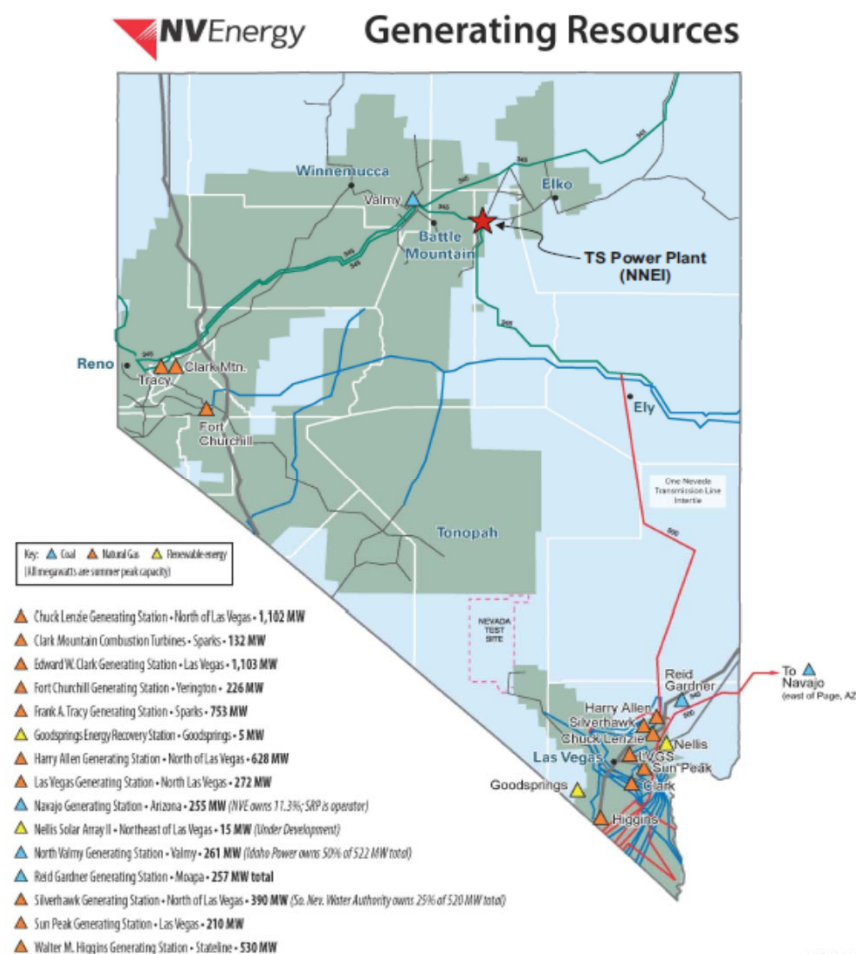 NVEnergy Generating Resources
Winnemucca
Valmy
345
345
345
Elko
Battle
Mountain
TS Power Plant
(NNEI)
345
345
345
345
Reno
Clark Mtn.
Tracy
Fort
Churchill
Ely
One Nevada
Transmission Line
Intertie
500
Tonopah
Key: Coal Natural Gas Renewable energy
(All megawatts are summer peak capacity)
NEVADA
TEST
SITE
Chuck Lenzie Generating Station • North of Las Vegas • 1,102 MW
Clark Mountain Combustion Turbines • Sparks • 132 MW
Edward W. Clark Generating Station • Las Vegas • 1,103 MW
Fort Churchill Generating Station • Yerington • 226 MW
Frank A. Tracy Generating Station • Sparks • 753 MW
Goodsprings Energy Recovery Station • Goodsprings • 5 MW
Harry Allen Generating Station • North of Las Vegas • 628 MW
Las Vegas Generating Station • North Las Vegas • 272 MW
Navajo Generating Station • Arizona • 255 MW (NVE owns 11.3%; SRP is operator)
Nellis Solar Array II • Northeast of Las Vegas • 15 MW (Under Development)
North Valmy Generating Station • Valmy • 261 MW (Idaho Power owns 50% of 522 MW total)
Reid Gardner Generating Station • Moapa • 257 MW total
Silverhawk Generating Station • North of Las Vegas • 390 MW (So. Nev. Water Authority owns 25% of 520 MW total)
Sun Peak Generating Station • Las Vegas • 210 MW
Walter M. Higgins Generating Station • Stateline • 530 MW
Reid
Gardner
To
Navajo
(east of Page, AZ
Harry Allen
500
Silverhawk
Chuck Lenzie
Nellis
Las Vegas
LVGS
Sun Peak
Goodsprings
Clark
Higgins